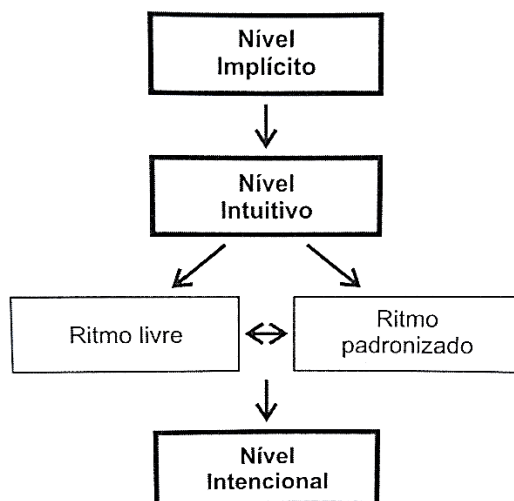 Nível
Implícito
Nível
Intuitivo
Ritmo livre
Ritmo
padronizado
Nível
Intencional